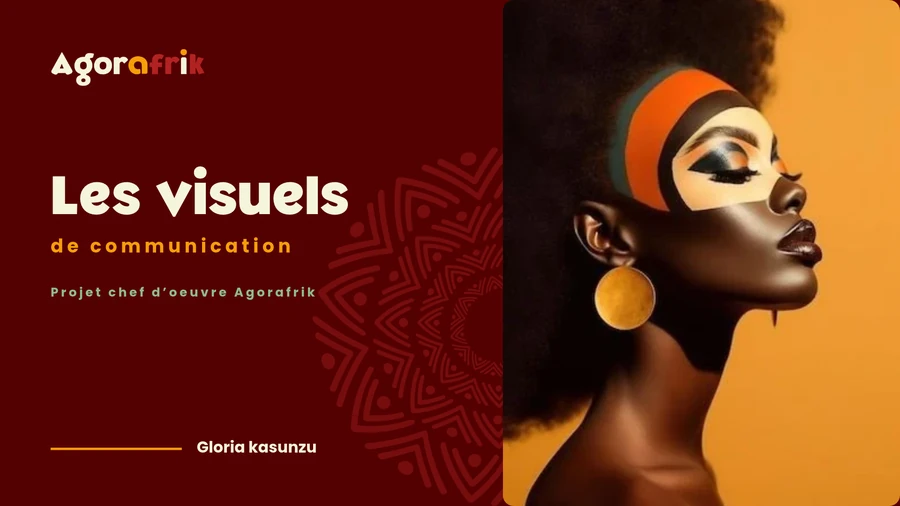 Agorafrik
Les visuels
de communication
Projet chef d’oeuvre Agorafrik
Gloria kasunzu